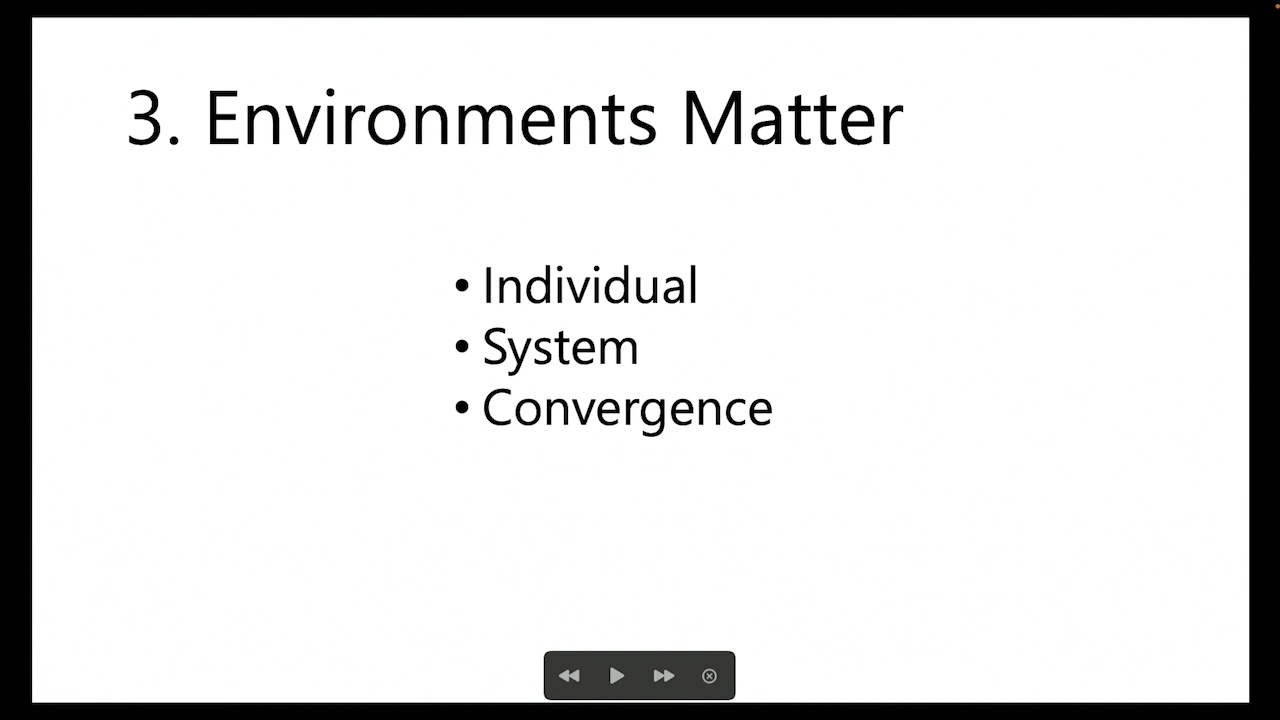 3. Environments Matter
• Individual
• System
• Convergence